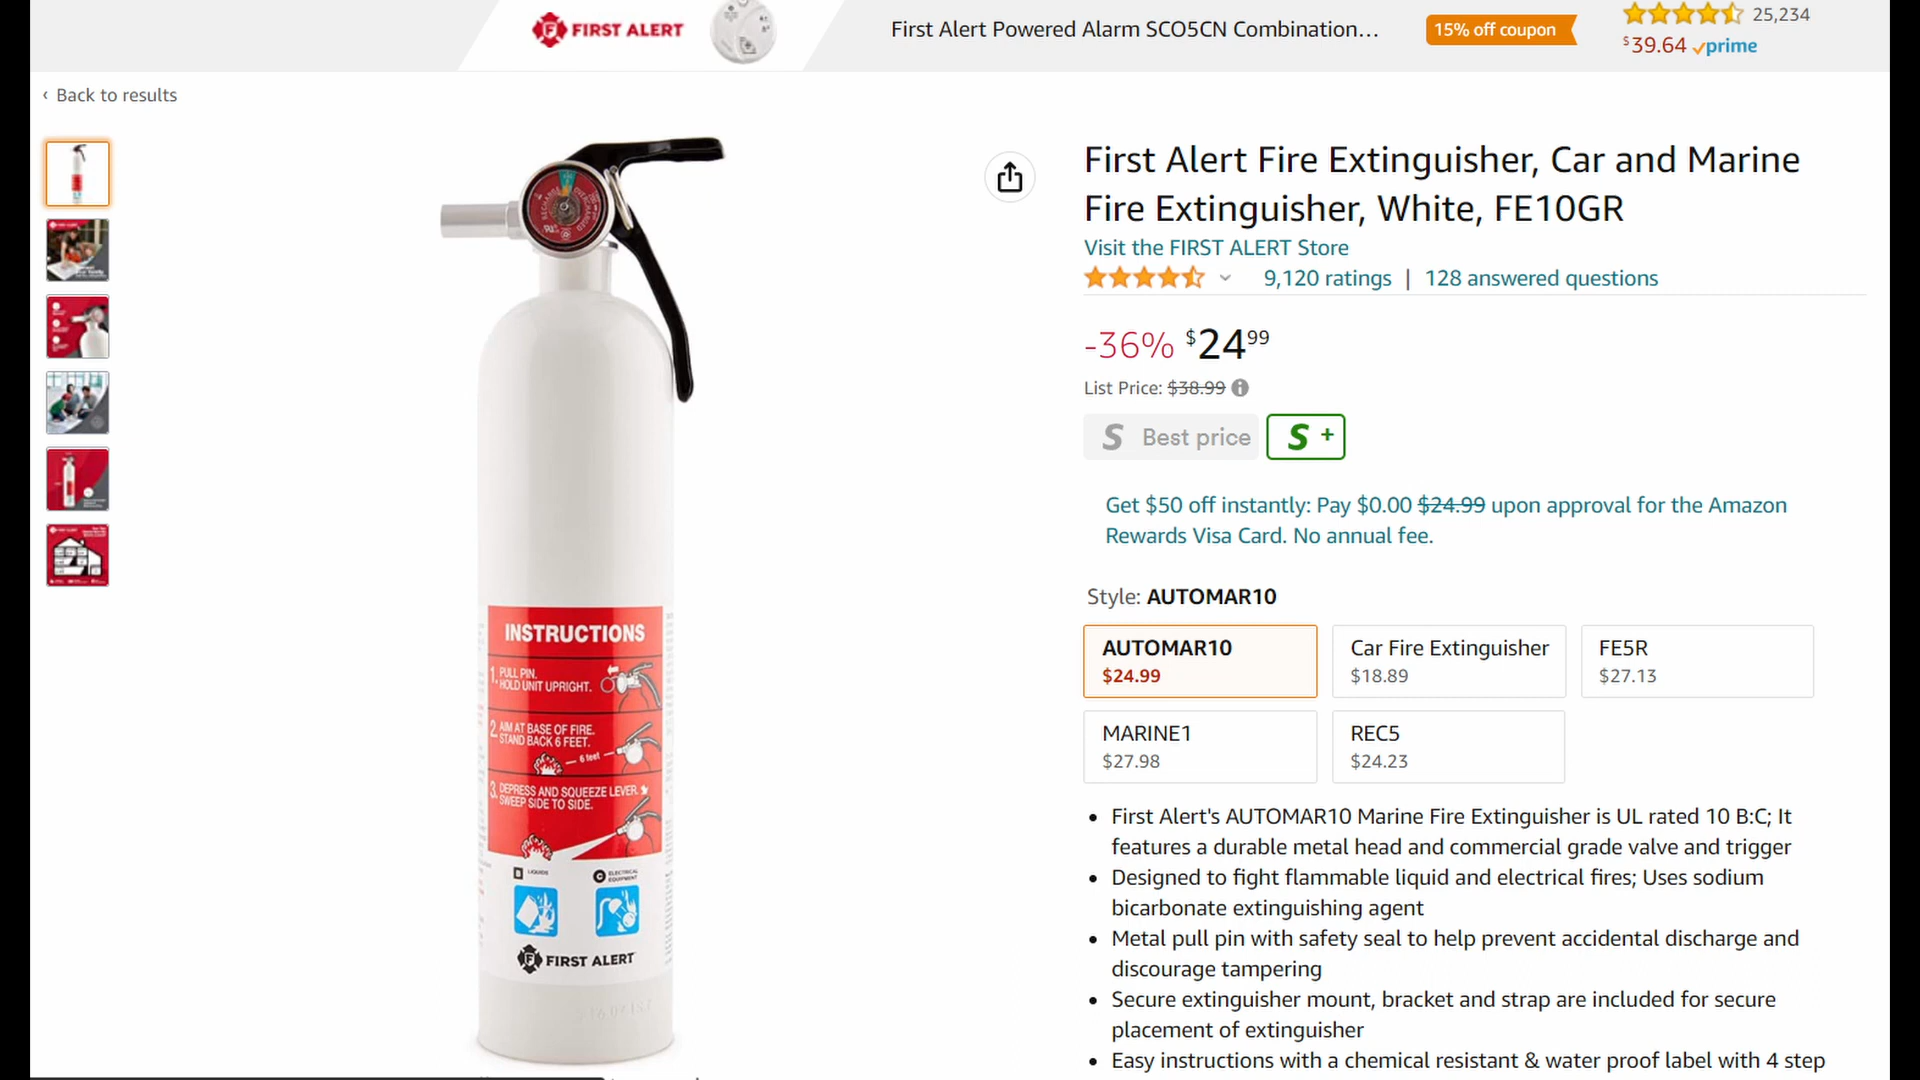 FIRST ALERT
First Alert Powered Alarm SCO5CN Combination...
15% off coupon
25,234
$39.64 prime
‹ Back to results
First Alert Fire Extinguisher, Car and Marine
Fire Extinguisher, White, FE10GR
Visit the FIRST ALERT Store
9,120 ratings | 128 answered questions
-36% $24 99
List Price: $38.99
S Best price
S +
Get $50 off instantly: Pay $0.00 $24.99 upon approval for the Amazon
Rewards Visa Card. No annual fee.
Style: AUTOMAR10
AUTOMAR10
$24.99
Car Fire Extinguisher
$18.89
FE5R
$27.13
MARINE1
$27.98
REC5
$24.23
• First Alert's AUTOMAR10 Marine Fire Extinguisher is UL rated 10 B:C; It
features a durable metal head and commercial grade valve and trigger
• Designed to fight flammable liquid and electrical fires; Uses sodium
bicarbonate extinguishing agent
• Metal pull pin with safety seal to help prevent accidental discharge and
discourage tampering
• Secure extinguisher mount, bracket and strap are included for secure
placement of extinguisher
• Easy instructions with a chemical resistant & water proof label with 4 step
RECHARGE
INSTRUCTIONS
1. PULL PIN.
HOLD UNIT UPRIGHT.
2. AIM AT BASE OF FIRE.
STAND BACK 6 FEET.
6 feet
3. DEPRESS AND SQUEEZE LEVER.
SWEEP SIDE TO SIDE.
B LIQUIDS
C ELECTRICAL
EQUIPMENT
FIRST ALERT